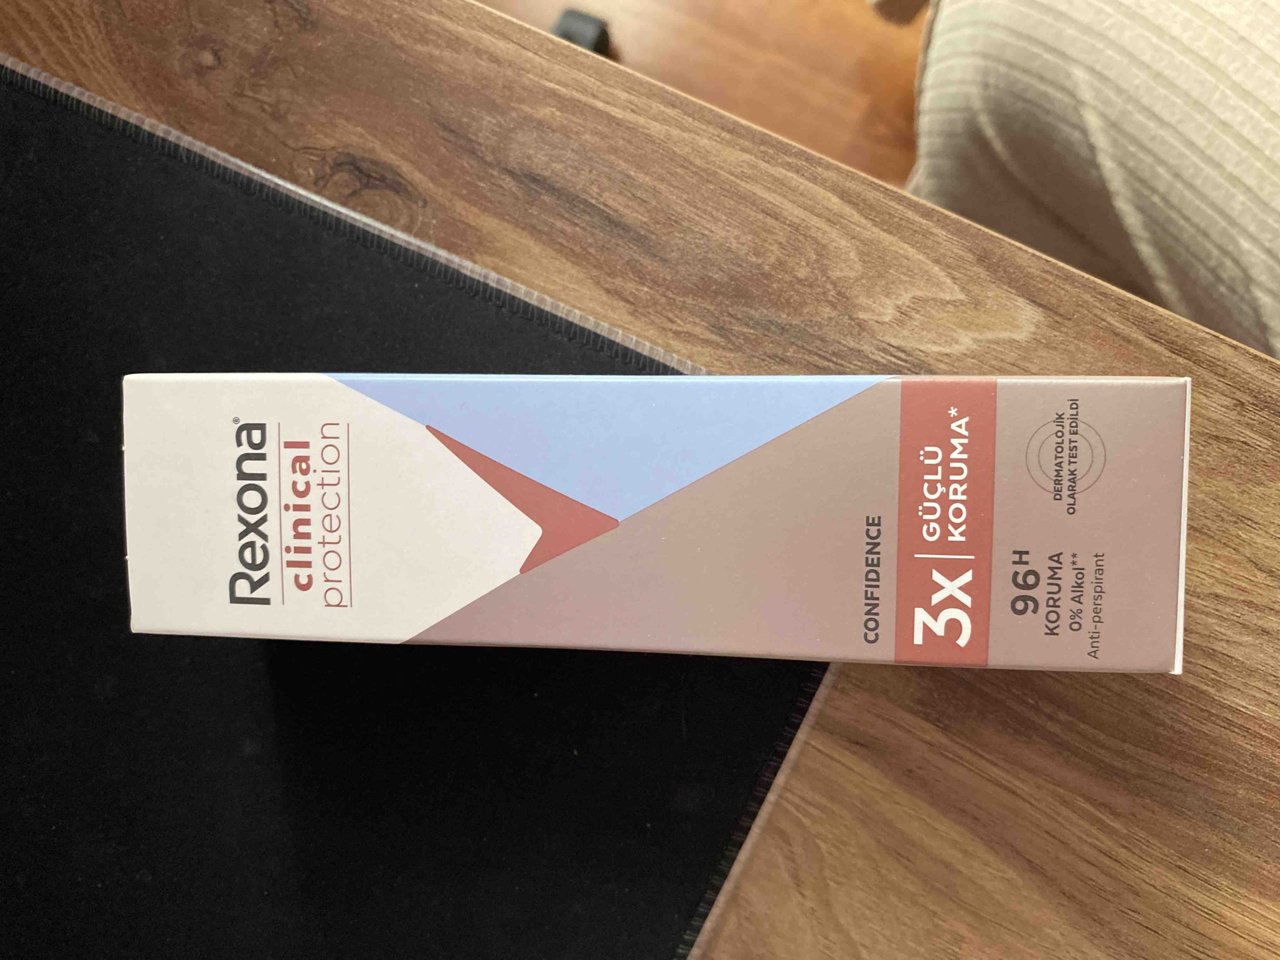 Rexona®
clinical
protection
CONFIDENCE
3X
GÜÇLÜ
KORUMA*
96H
KORUMA
0% Alkol**
Anti-perspirant
DERMATOLOJİK
OLARAK TEST EDİLDİ